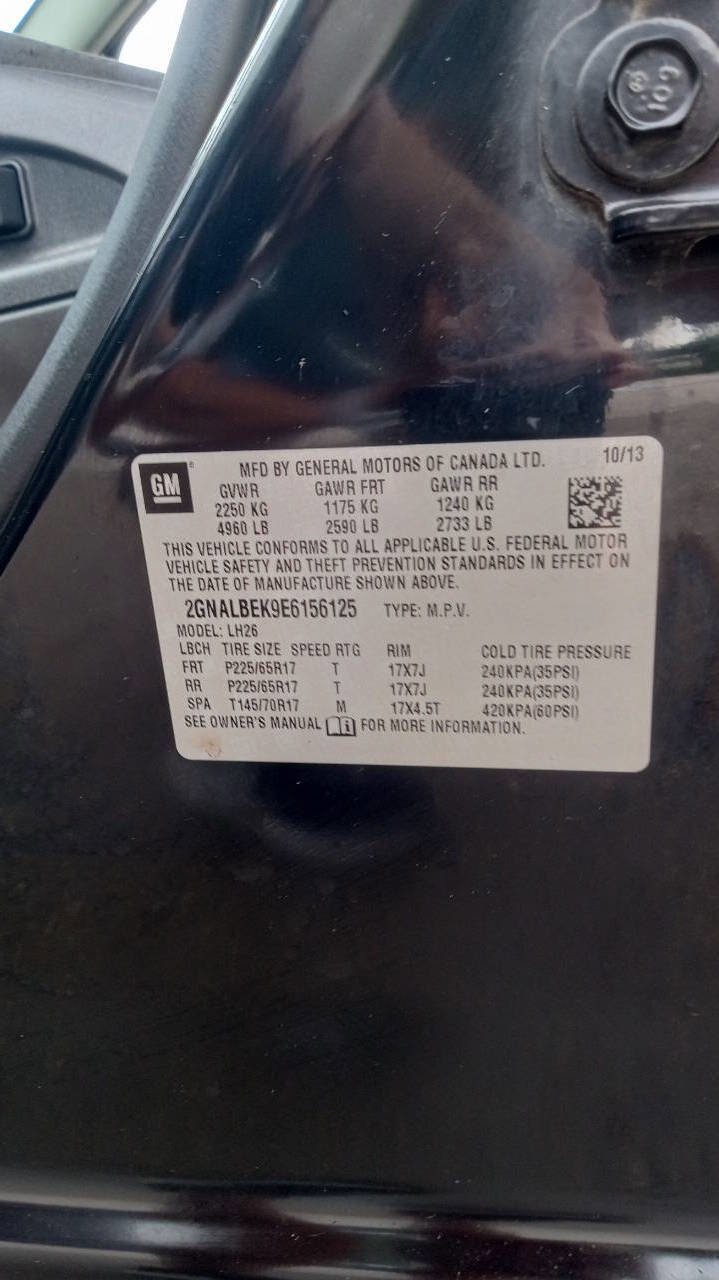 GM ® MFD BY GENERAL MOTORS OF CANADA LTD. 10/13
GVWR GAWR FRT GAWR RR
2250 KG 1175 KG 1240 KG
4960 LB 2590 LB 2733 LB
THIS VEHICLE CONFORMS TO ALL APPLICABLE U.S. FEDERAL MOTOR
VEHICLE SAFETY AND THEFT PREVENTION STANDARDS IN EFFECT ON
THE DATE OF MANUFACTURE SHOWN ABOVE.
2GNALBEK9E6156125 TYPE: M.P.V.
MODEL: LH26
LBCH TIRE SIZE SPEED RTG RIM COLD TIRE PRESSURE
FRT P225/65R17 T 17X7J 240KPA(35PSI)
RR P225/65R17 T 17X7J 240KPA(35PSI)
SPA T145/70R17 M 17X4.5T 420KPA(60PSI)
SEE OWNER'S MANUAL FOR MORE INFORMATION.